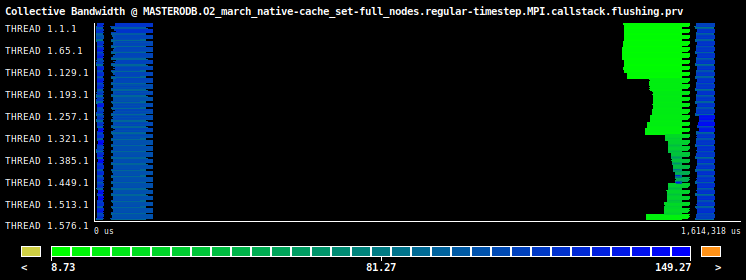 Collective Bandwidth @ MASTERODB.O2_march_native-cache_set-full_nodes.regular-timestep.MPI.callstack.flushing.prv
THREAD 1.1.1
THREAD 1.65.1
THREAD 1.129.1
THREAD 1.193.1
THREAD 1.257.1
THREAD 1.321.1
THREAD 1.385.1
THREAD 1.449.1
THREAD 1.513.1
THREAD 1.576.1
0 us 1,614,318 us
< 8.73 81.27 149.27 >